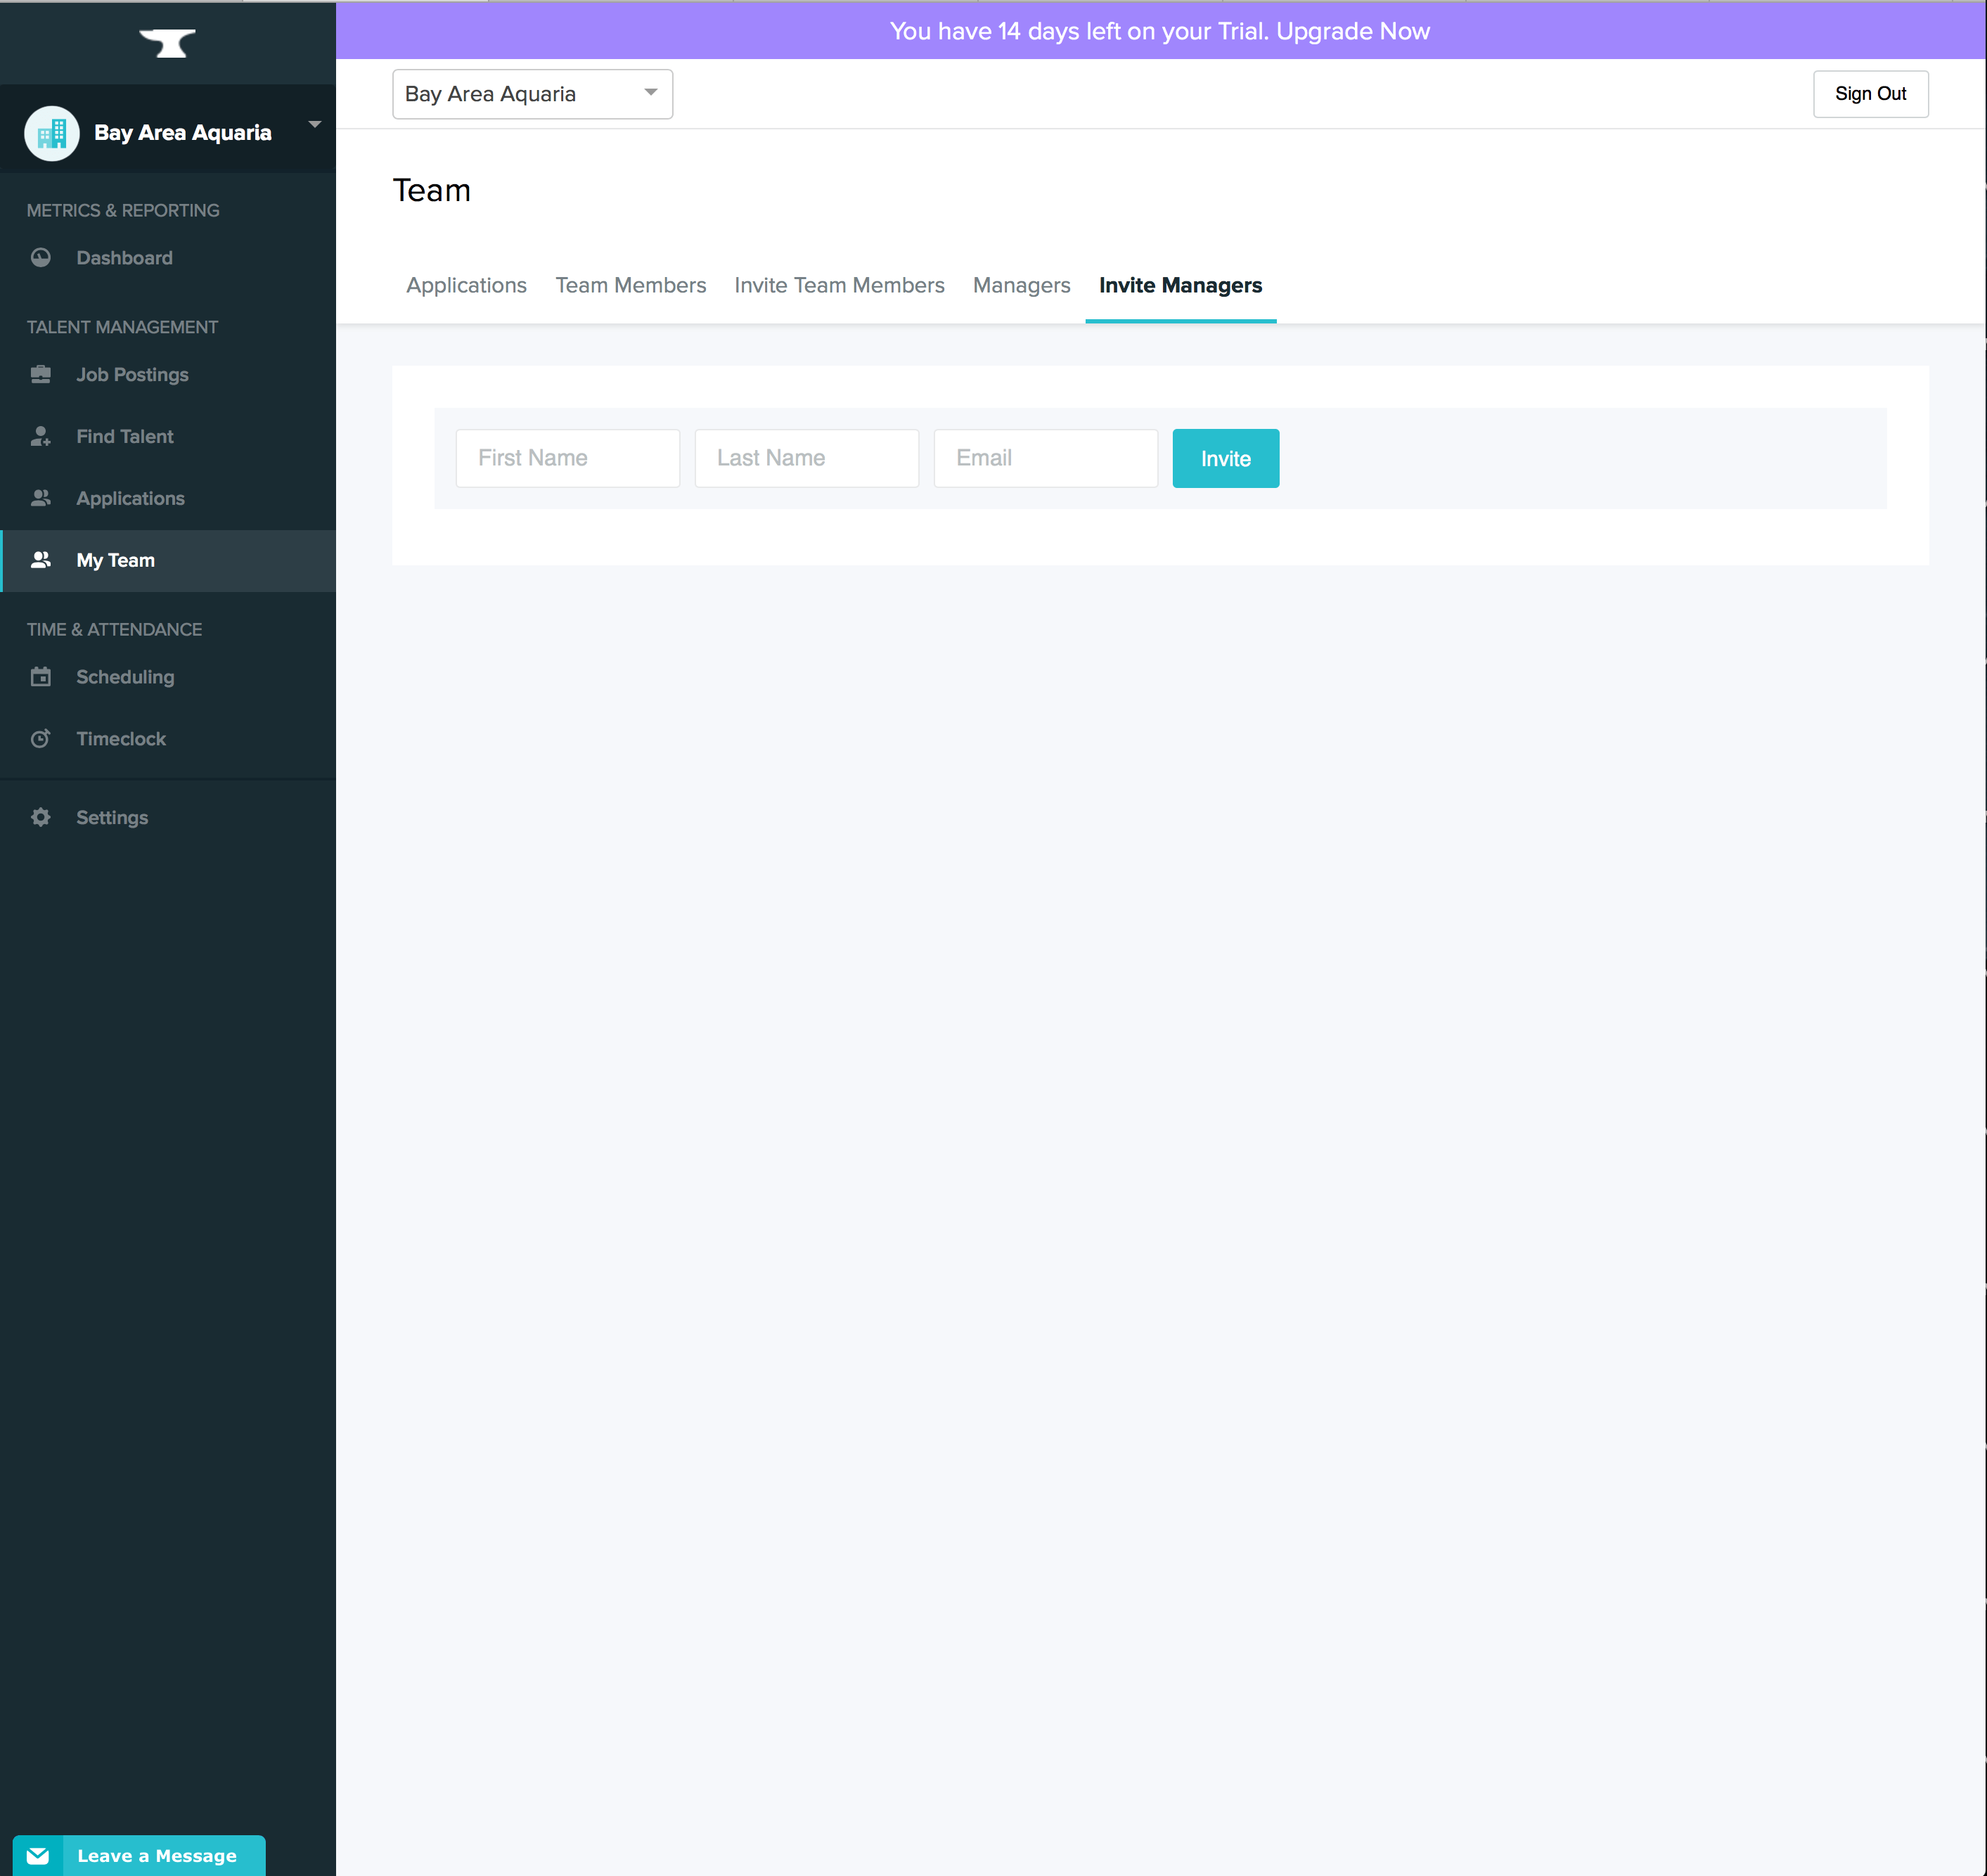 You have 14 days left on your Trial. Upgrade Now
Bay Area Aquaria
Sign Out
Bay Area Aquaria
METRICS & REPORTING
Dashboard
TALENT MANAGEMENT
Job Postings
Find Talent
Applications
My Team
TIME & ATTENDANCE
Scheduling
Timeclock
Settings
Leave a Message
Team
Applications Team Members Invite Team Members Managers Invite Managers
First Name Last Name Email Invite